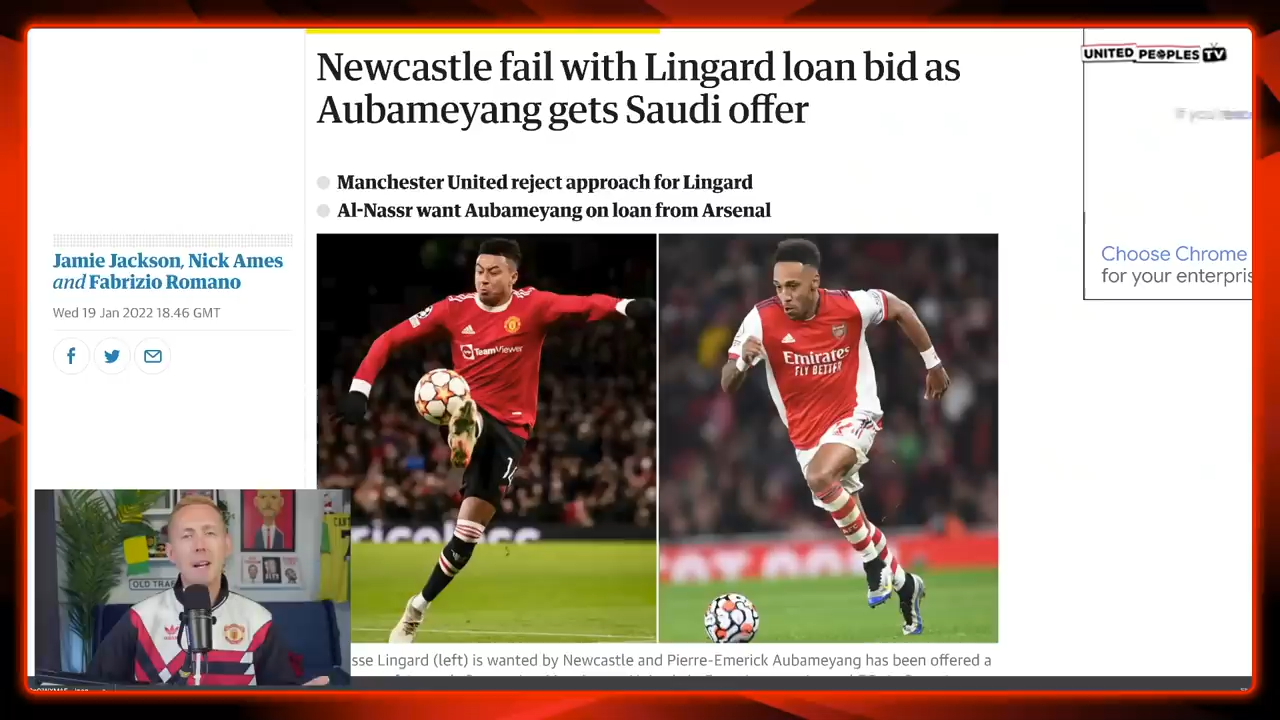 Newcastle fail with Lingard loan bid as
Aubameyang gets Saudi offer
UNITED PEOPLES TV
Manchester United reject approach for Lingard
Al-Nassr want Aubameyang on loan from Arsenal
Jamie Jackson, Nick Ames
and Fabrizio Romano
Wed 19 Jan 2022 18.46 GMT
Choose Chrome
for your enterpris
TeamViewer
Emirates
FLY BETTER
OLD TRAF
sse Lingard (left) is wanted by Newcastle and Pierre-Emerick Aubameyang has been offered a